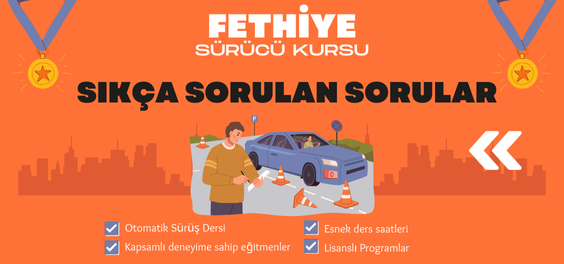 FETHİYE
SÜRÜCÜ KURSU
SIKÇA SORULAN SORULAR
Otomatik Sürüş Dersi
Kapsamlı deneyime sahip eğitmenler
Esnek ders saatleri
Lisanslı Programlar